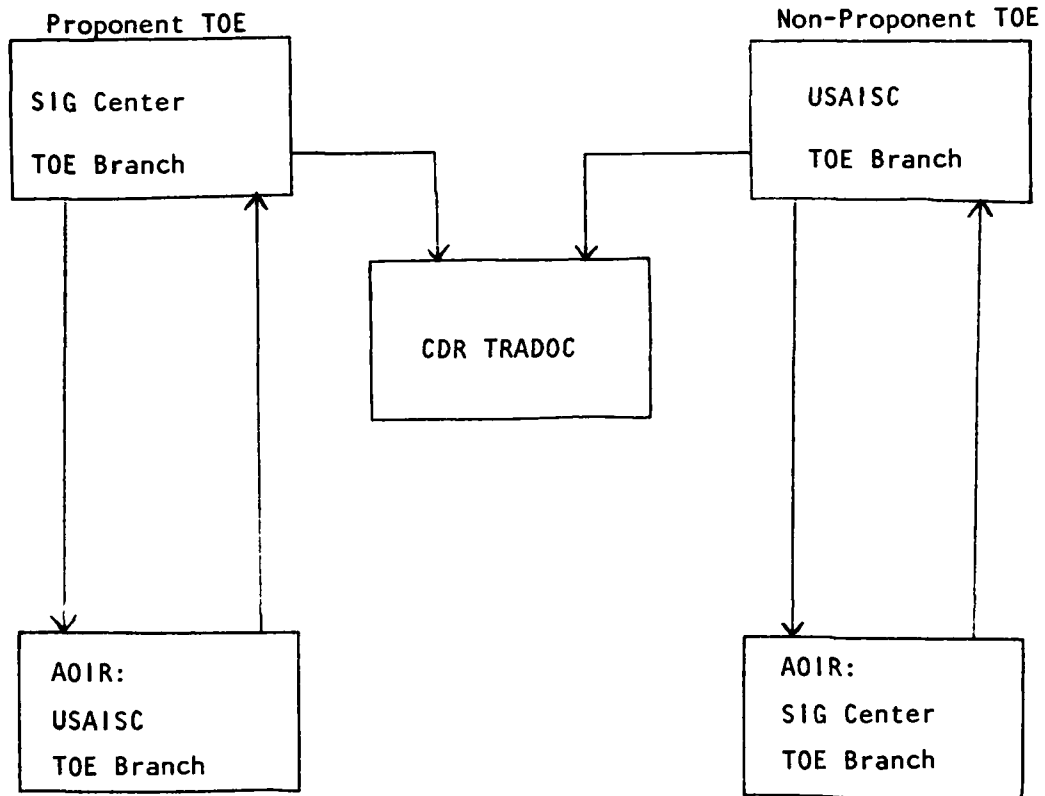 Proponent TOE
SIG Center
TOE Branch
Non-Proponent TOE
USAISC
TOE Branch
CDR TRADOC
AOIR:
USAISC
TOE Branch
AOIR:
SIG Center
TOE Branch